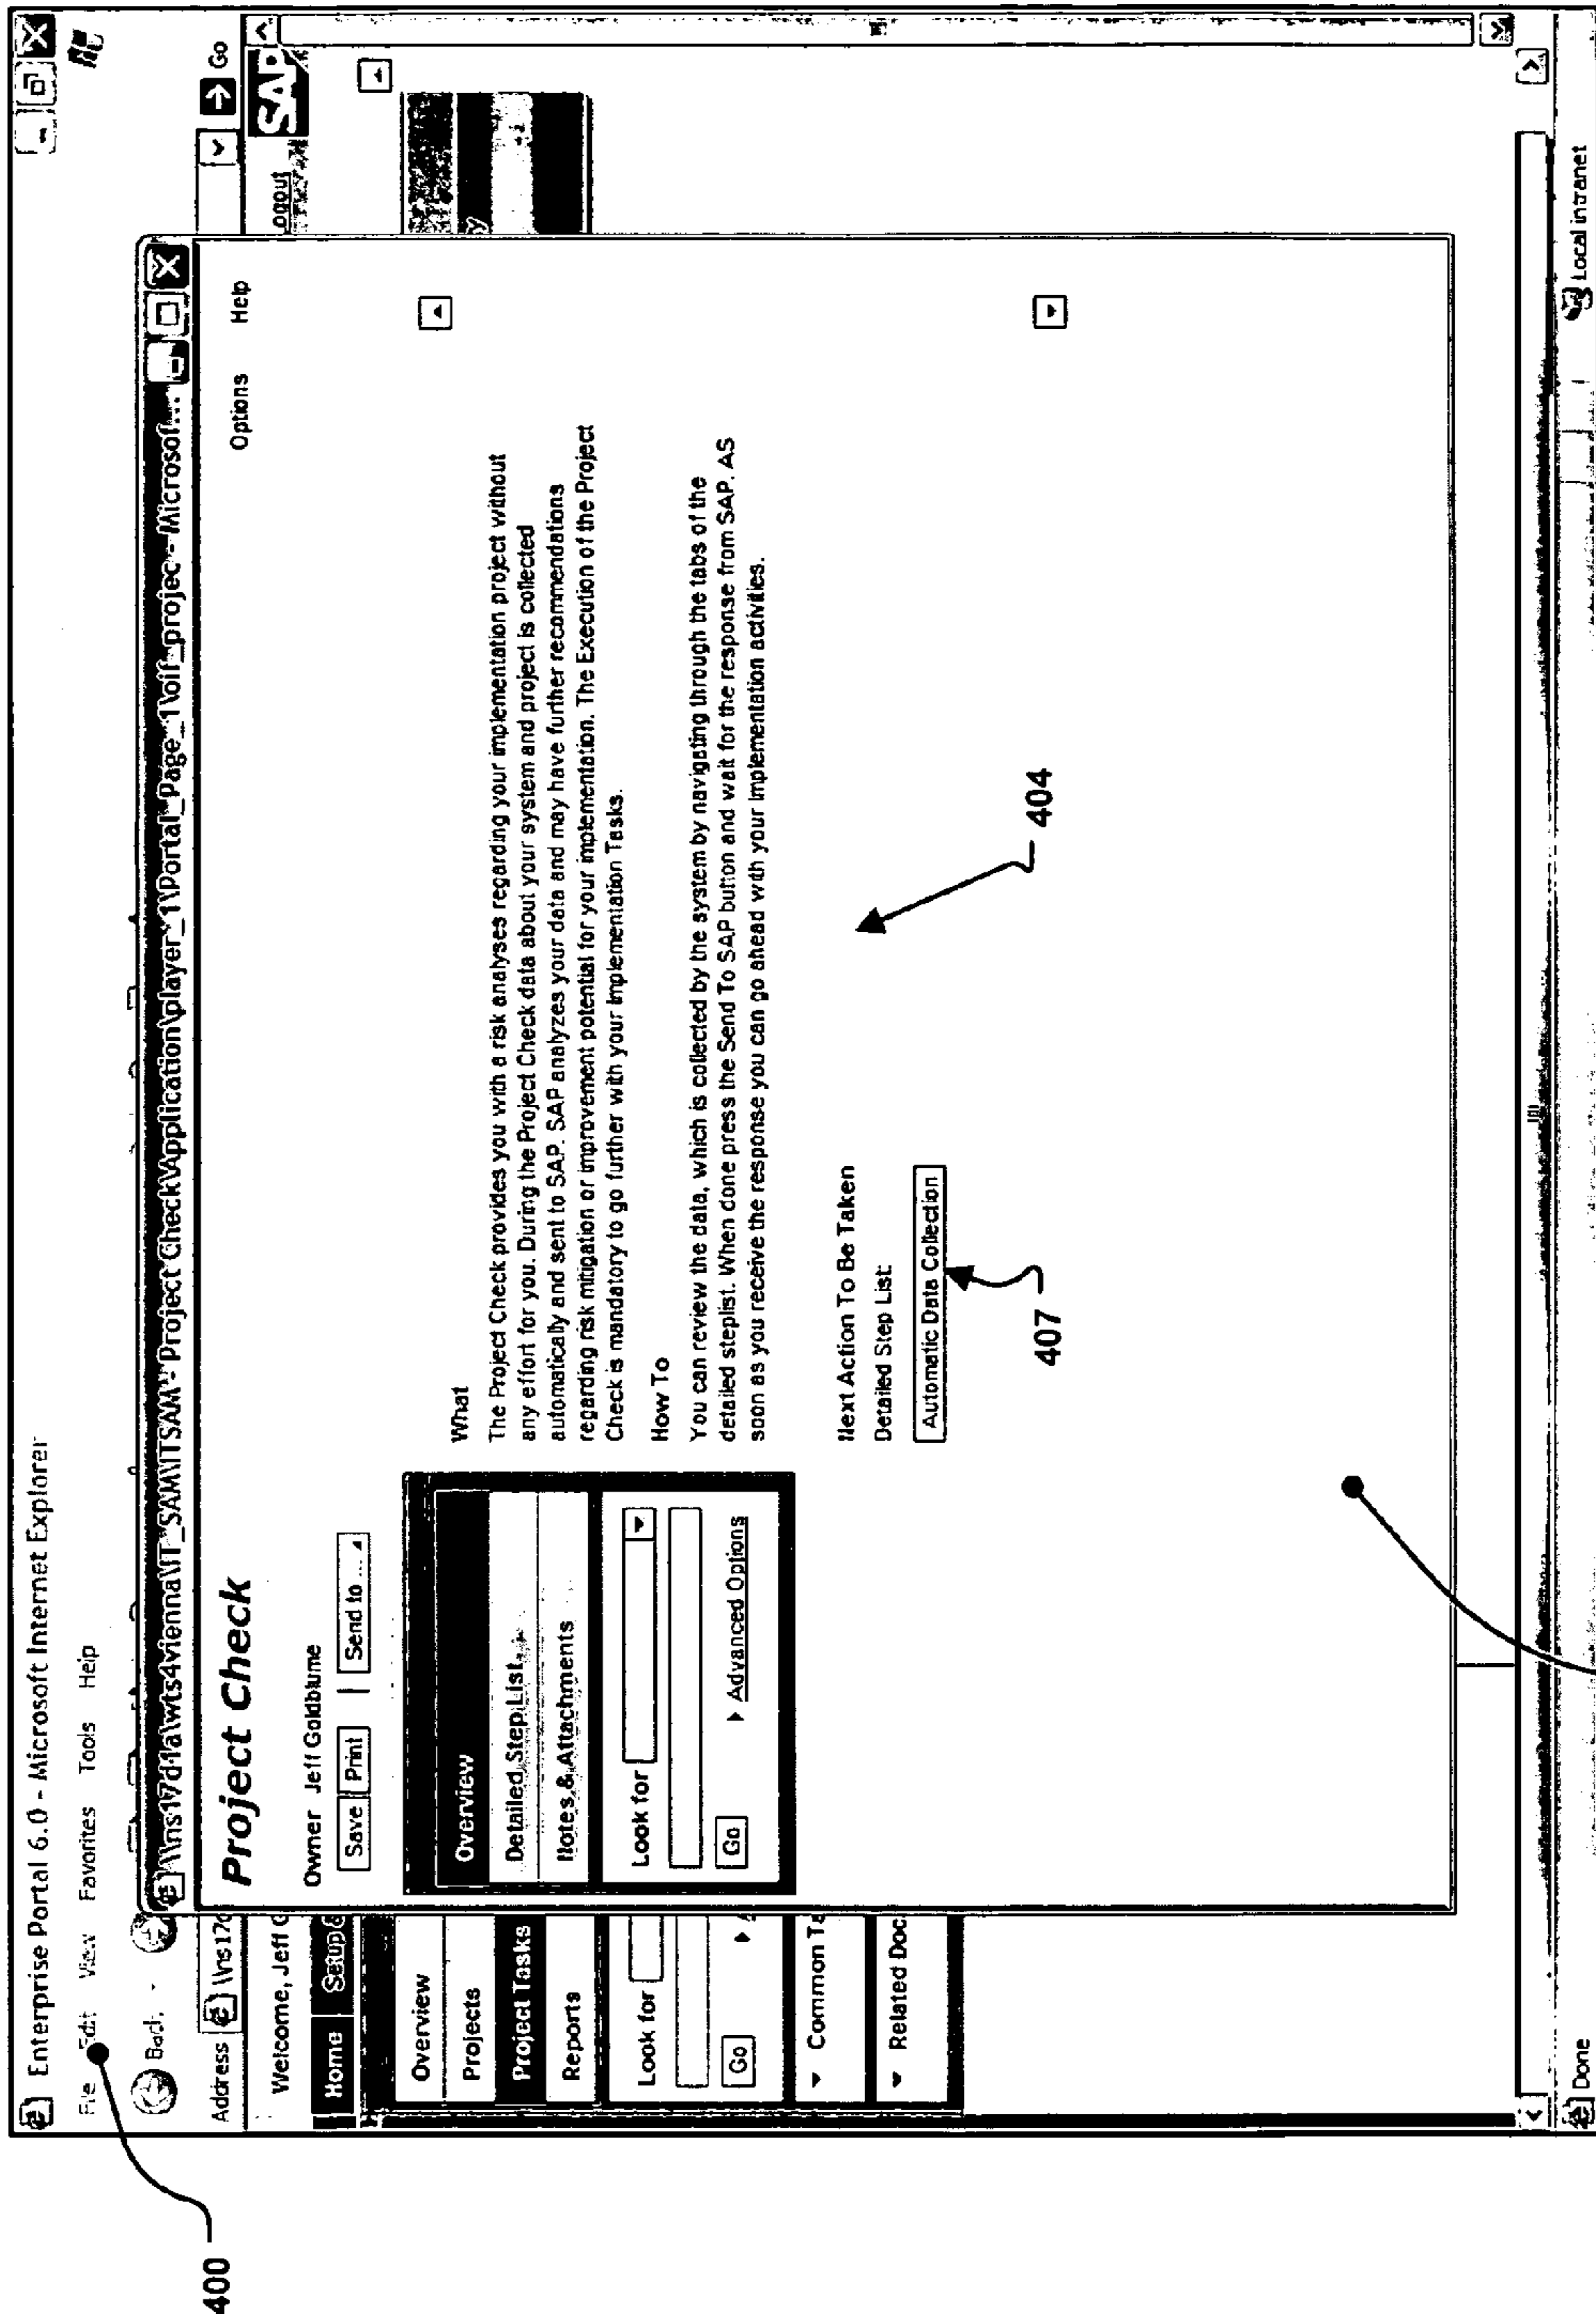 Enterprise Portal 6.0 - Microsoft Internet Explorer
File Edit View Favorites Tools Help
Back
Address \\ns17d
Go
SAP
Welcome, Jeff G
ogout
Home Setup &
Overview
Projects
Project Tasks
Reports
Look for
Go
Common Ta
Related Doc
\\ns17d1a\wts4vienna\IT_SAM\ITSAM - Project Check\Application\player_1\Portal_Page_1\oif_projec - Microsof...
Project Check
Options Help
Owner Jeff Goldblume
Save Print | Send to ...
Overview
Detailed Step List
Notes & Attachments
Look for
Go
Advanced Options
What
The Project Check provides you with a risk analyses regarding your implementation project without
any effort for you. During the Project Check data about your system and project is collected
automatically and sent to SAP. SAP analyzes your data and may have further recommendations
regarding risk mitigation or improvement potential for your implementation. The Execution of the Project
Check is mandatory to go further with your Implementation Tasks.
How To
You can review the data, which is collected by the system by navigating through the tabs of the
detailed steplist. When done press the Send To SAP button and wait for the response from SAP. AS
soon as you receive the response you can go ahead with your Implementation activities.
Next Action To Be Taken
Detailed Step List:
Automatic Data Collection
404
407
400
Done
Local intranet